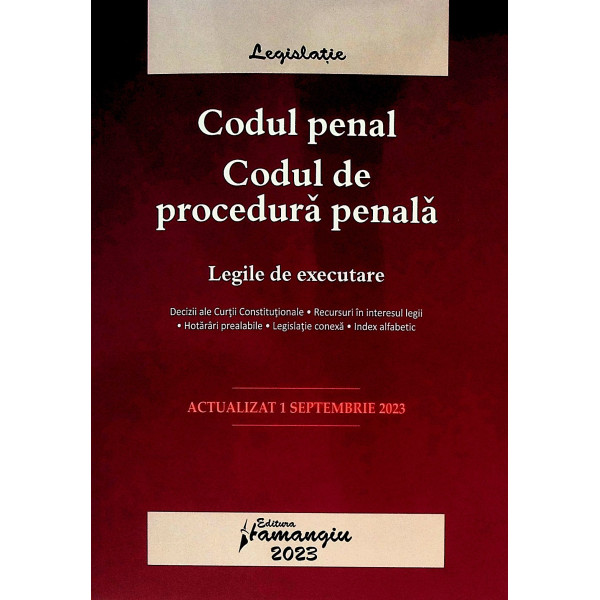 Legislație
Codul penal
Codul de
procedură penală
Legile de executare
Decizii ale Curții Constituționale • Recursuri în interesul legii
• Hotărâri prealabile • Legislație conexă • Index alfabetic
ACTUALIZAT 1 SEPTEMBRIE 2023
Editura
Hamangiu
2023